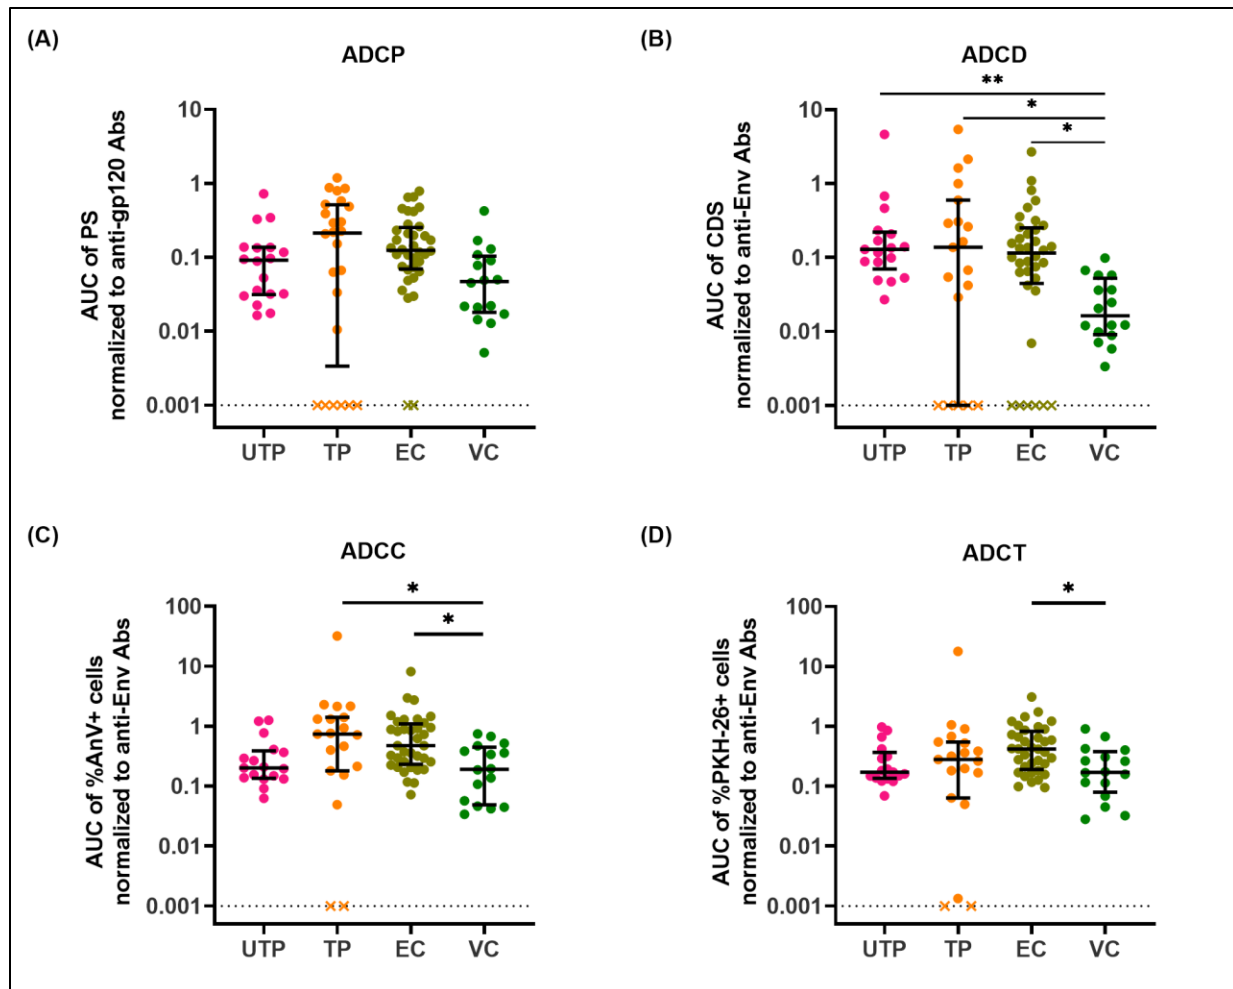 (A)
ADCP
AUC of PS
normalized to anti-gp120 Abs
10
1
0.1
0.01
0.001
UTP TP EC VC
(B)
ADCD
** 
*
*
AUC of CDS
normalized to anti-Env Abs
10
1
0.1
0.01
0.001
UTP TP EC VC
(C)
ADCC
*
*
AUC of %AnV+ cells
normalized to anti-Env Abs
100
10
1
0.1
0.01
0.001
UTP TP EC VC
(D)
ADCT
*
AUC of %PKH-26+ cells
normalized to anti-Env Abs
100
10
1
0.1
0.01
0.001
UTP TP EC VC